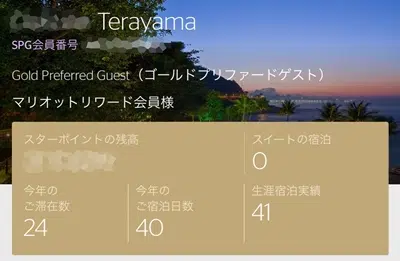 Terayama
SPG会員番号
Gold Preferred Guest（ゴールドプリファードゲスト）
マリオットリワード会員様
スターポイントの残高
スイートの宿泊
0
今年の
ご滞在数
24
今年の
ご宿泊日数
40
生涯宿泊実績
41